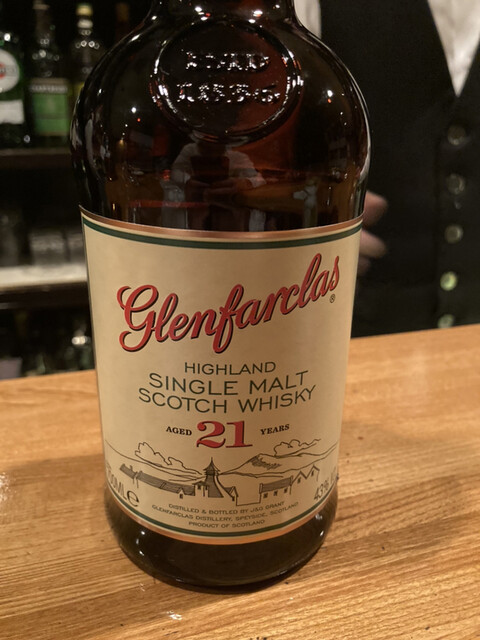 Glenfarclas®
HIGHLAND
SINGLE MALT
SCOTCH WHISKY
AGED 21 YEARS
DISTILLED & BOTTLED BY J&G GRANT
GLENFARCLAS DISTILLERY, SPEYSIDE, SCOTLAND
PRODUCT OF SCOTLAND